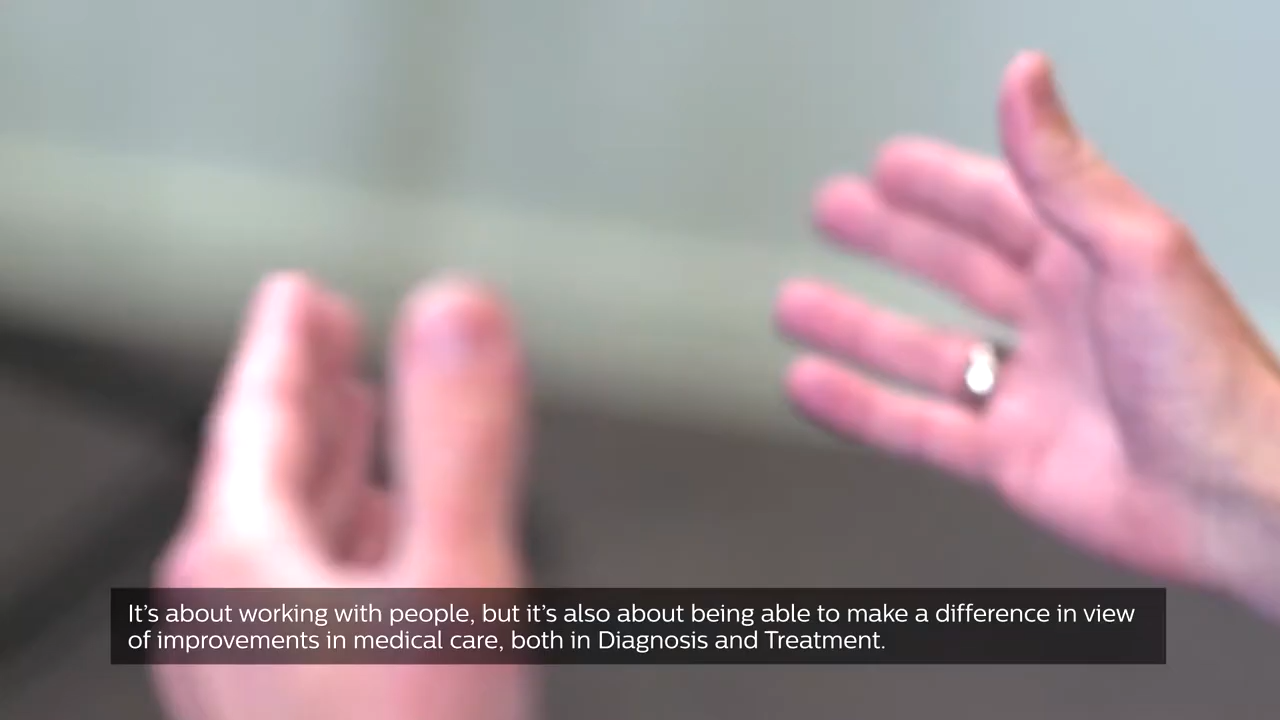 It's about working with people, but it's also about being able to make a difference in view
of improvements in medical care, both in Diagnosis and Treatment.